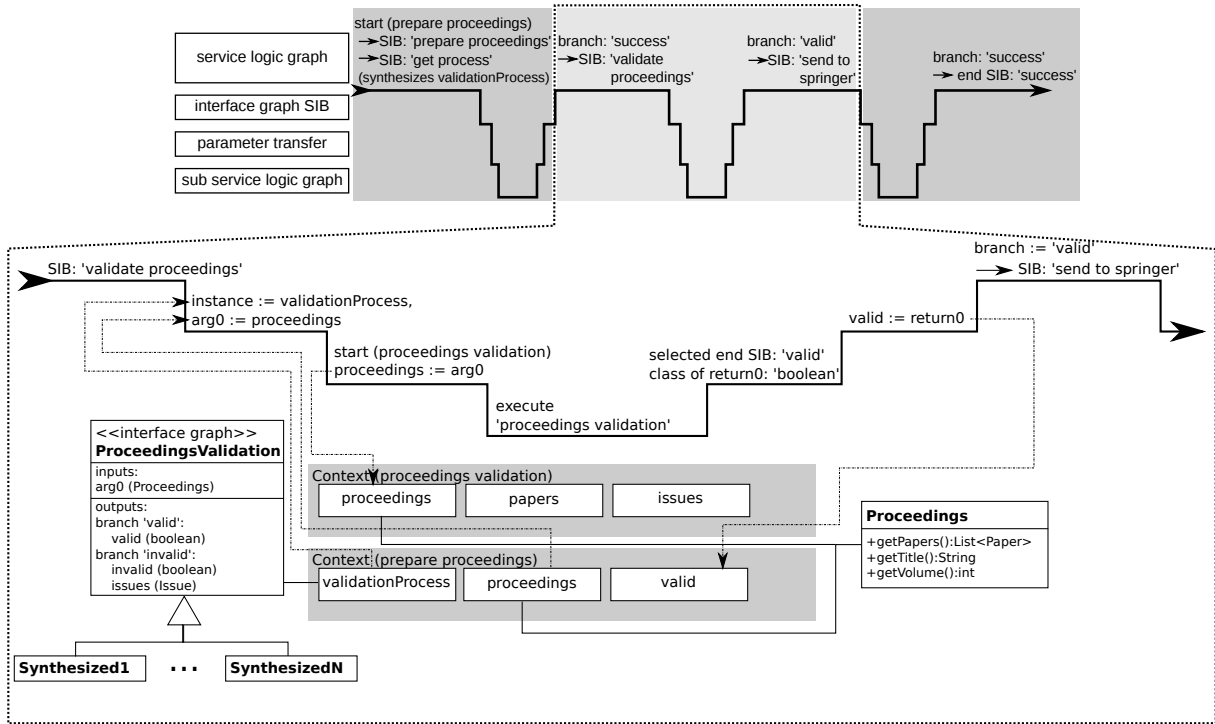 start (prepare proceedings)
SIB: 'prepare proceedings'
SIB: 'get process'
(synthesizes validationProcess)
branch: 'success'
SIB: 'validate
proceedings'
branch: 'valid'
SIB: 'send to
springer'
branch: 'success'
end SIB: 'success'
service logic graph
interface graph SIB
parameter transfer
sub service logic graph
SIB: 'validate proceedings'
instance := validationProcess,
arg0 := proceedings
start (proceedings validation)
proceedings := arg0
execute
'proceedings validation'
selected end SIB: 'valid'
class of return0: 'boolean'
valid := return0
branch := 'valid'
SIB: 'send to springer'
<<interface graph>>
ProceedingsValidation
inputs:
arg0 (Proceedings)
outputs:
branch 'valid':
valid (boolean)
branch 'invalid':
invalid (boolean)
issues (Issue)
Synthesized1
...
SynthesizedN
Context (proceedings validation)
proceedings
papers
issues
Context (prepare proceedings)
validationProcess
proceedings
valid
Proceedings
+getPapers():List<Paper>
+getTitle():String
+getVolume():int